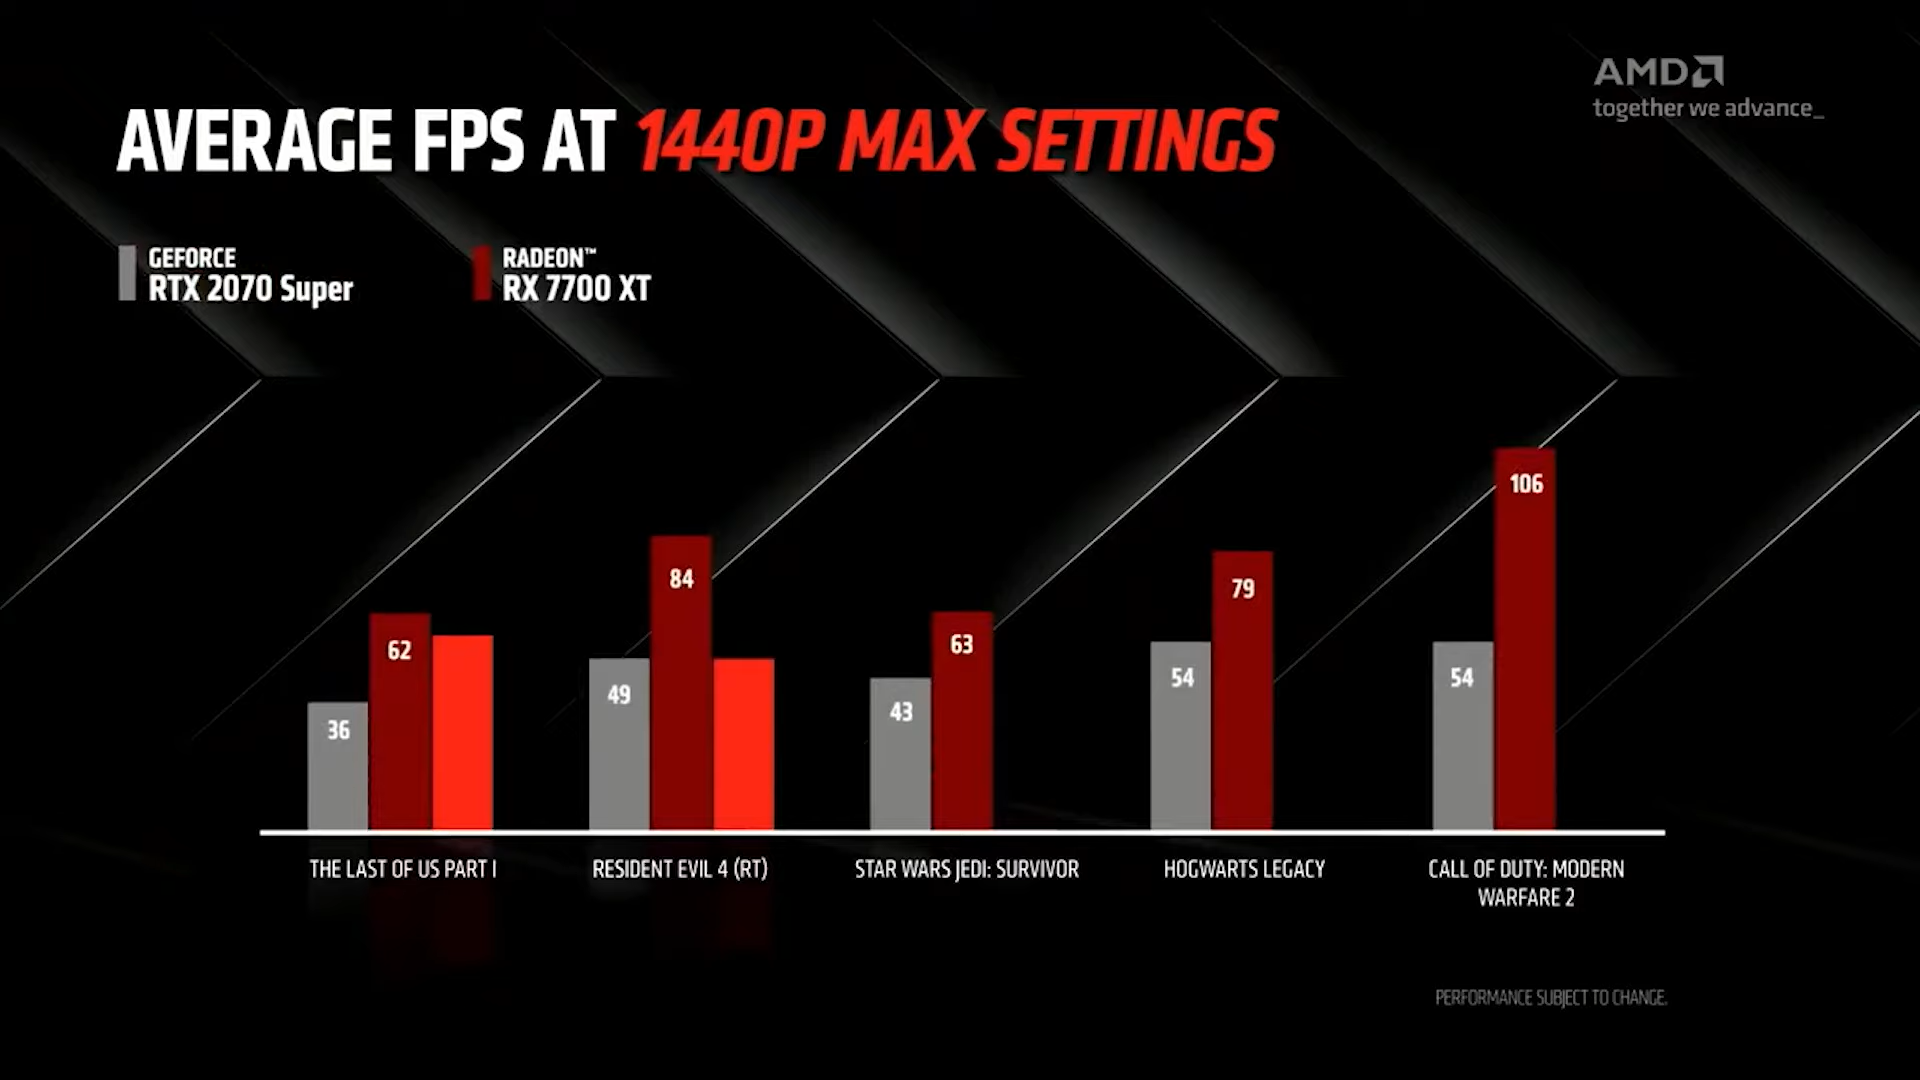 AMD
together we advance_
AVERAGE FPS AT 1440P MAX SETTINGS
GEFORCE
RTX 2070 Super
RADEON™
RX 7700 XT
36
62
49
84
43
63
54
79
54
106
THE LAST OF US PART I
RESIDENT EVIL 4 (RT)
STAR WARS JEDI: SURVIVOR
HOGWARTS LEGACY
CALL OF DUTY: MODERN
WARFARE 2
PERFORMANCE SUBJECT TO CHANGE.